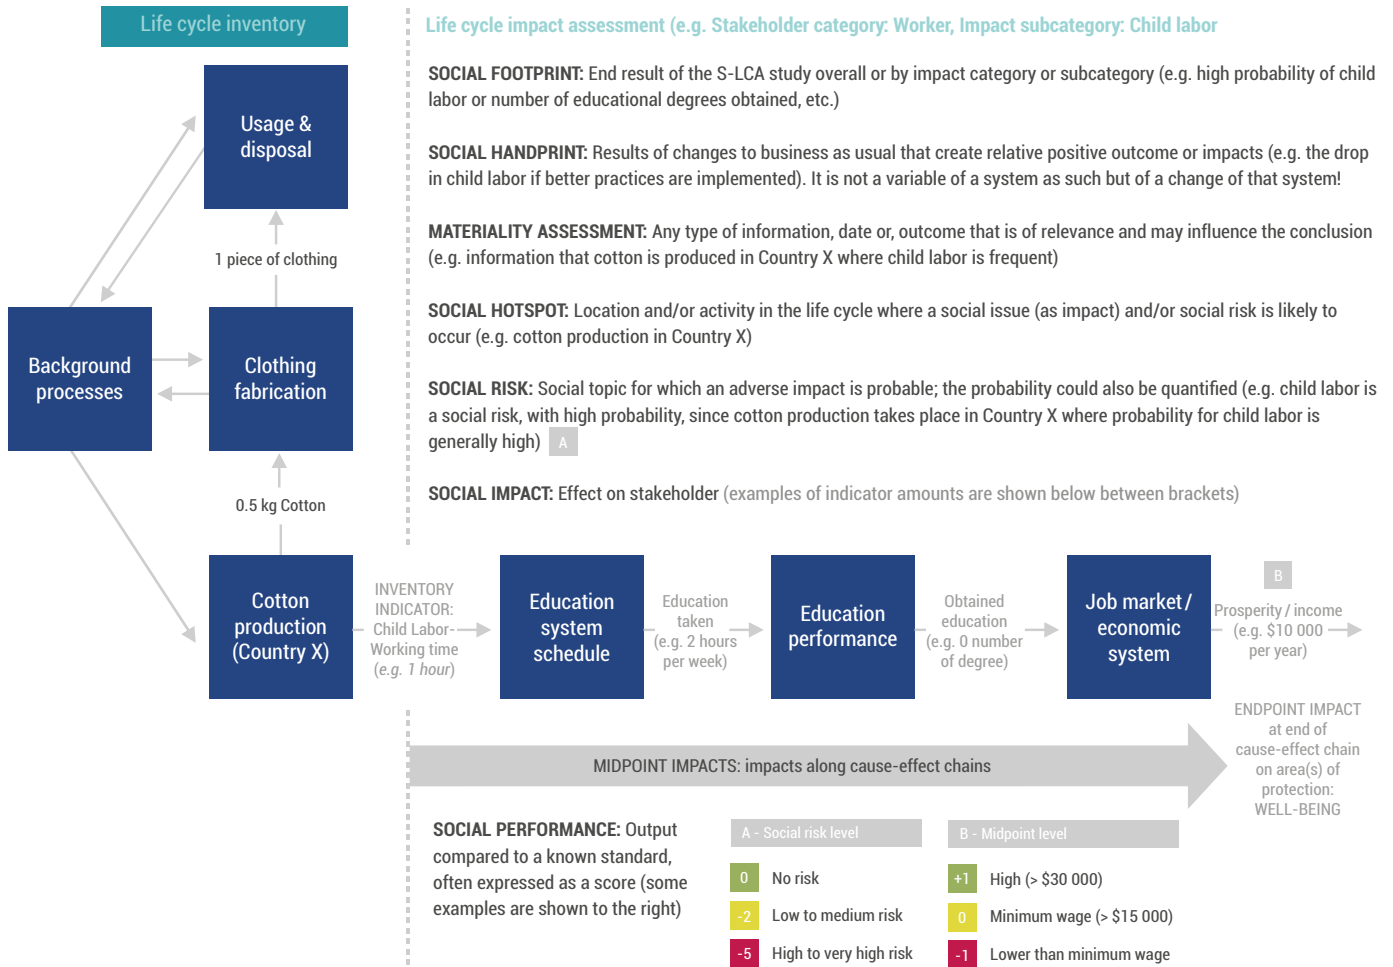 Life cycle inventory
Life cycle impact assessment (e.g. Stakeholder category: Worker, Impact subcategory: Child labor
SOCIAL FOOTPRINT: End result of the S-LCA study overall or by impact category or subcategory (e.g. high probability of child
labor or number of educational degrees obtained, etc.)
SOCIAL HANDPRINT: Results of changes to business as usual that create relative positive outcome or impacts (e.g. the drop
in child labor if better practices are implemented). It is not a variable of a system as such but of a change of that system!
MATERIALITY ASSESSMENT: Any type of information, date or, outcome that is of relevance and may influence the conclusion
(e.g. information that cotton is produced in Country X where child labor is frequent)
SOCIAL HOTSPOT: Location and/or activity in the life cycle where a social issue (as impact) and/or social risk is likely to
occur (e.g. cotton production in Country X)
SOCIAL RISK: Social topic for which an adverse impact is probable; the probability could also be quantified (e.g. child labor is
a social risk, with high probability, since cotton production takes place in Country X where probability for child labor is
generally high) A
SOCIAL IMPACT: Effect on stakeholder (examples of indicator amounts are shown below between brackets)
Usage &
disposal
1 piece of clothing
Background
processes
Clothing
fabrication
0.5 kg Cotton
Cotton
production
(Country X)
INVENTORY
INDICATOR:
Child Labor-
Working time
(e.g. 1 hour)
Education
system
schedule
Education
taken
(e.g. 2 hours
per week)
Education
performance
Obtained
education
(e.g. 0 number
of degree)
Job market /
economic
system
B
Prosperity / income
(e.g. $10 000
per year)
ENDPOINT IMPACT
at end of
cause-effect chain
on area(s) of
protection:
WELL-BEING
MIDPOINT IMPACTS: impacts along cause-effect chains
SOCIAL PERFORMANCE: Output
compared to a known standard,
often expressed as a score (some
examples are shown to the right)
A - Social risk level
0 No risk
-2 Low to medium risk
-5 High to very high risk
B - Midpoint level
+1 High (> $30 000)
0 Minimum wage (> $15 000)
-1 Lower than minimum wage